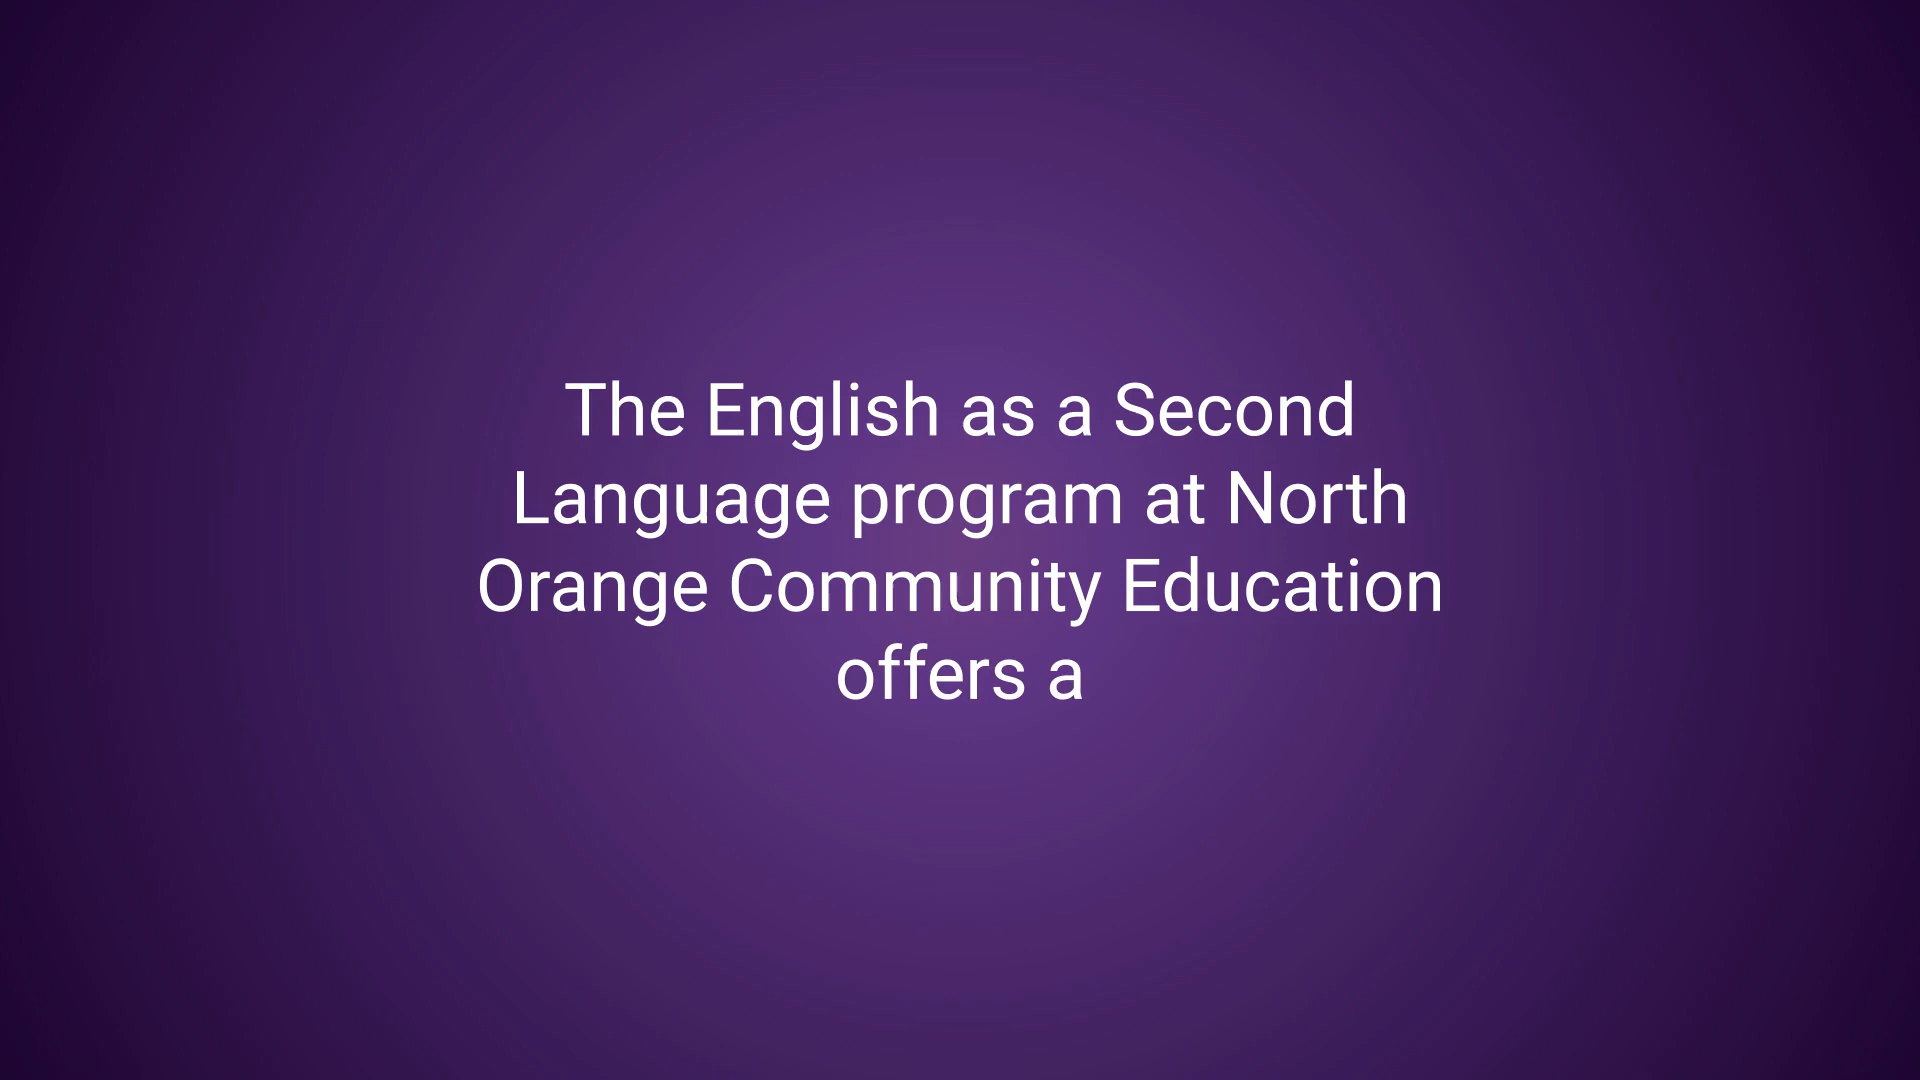 The English as a Second
Language program at North
Orange Community Education
offers a